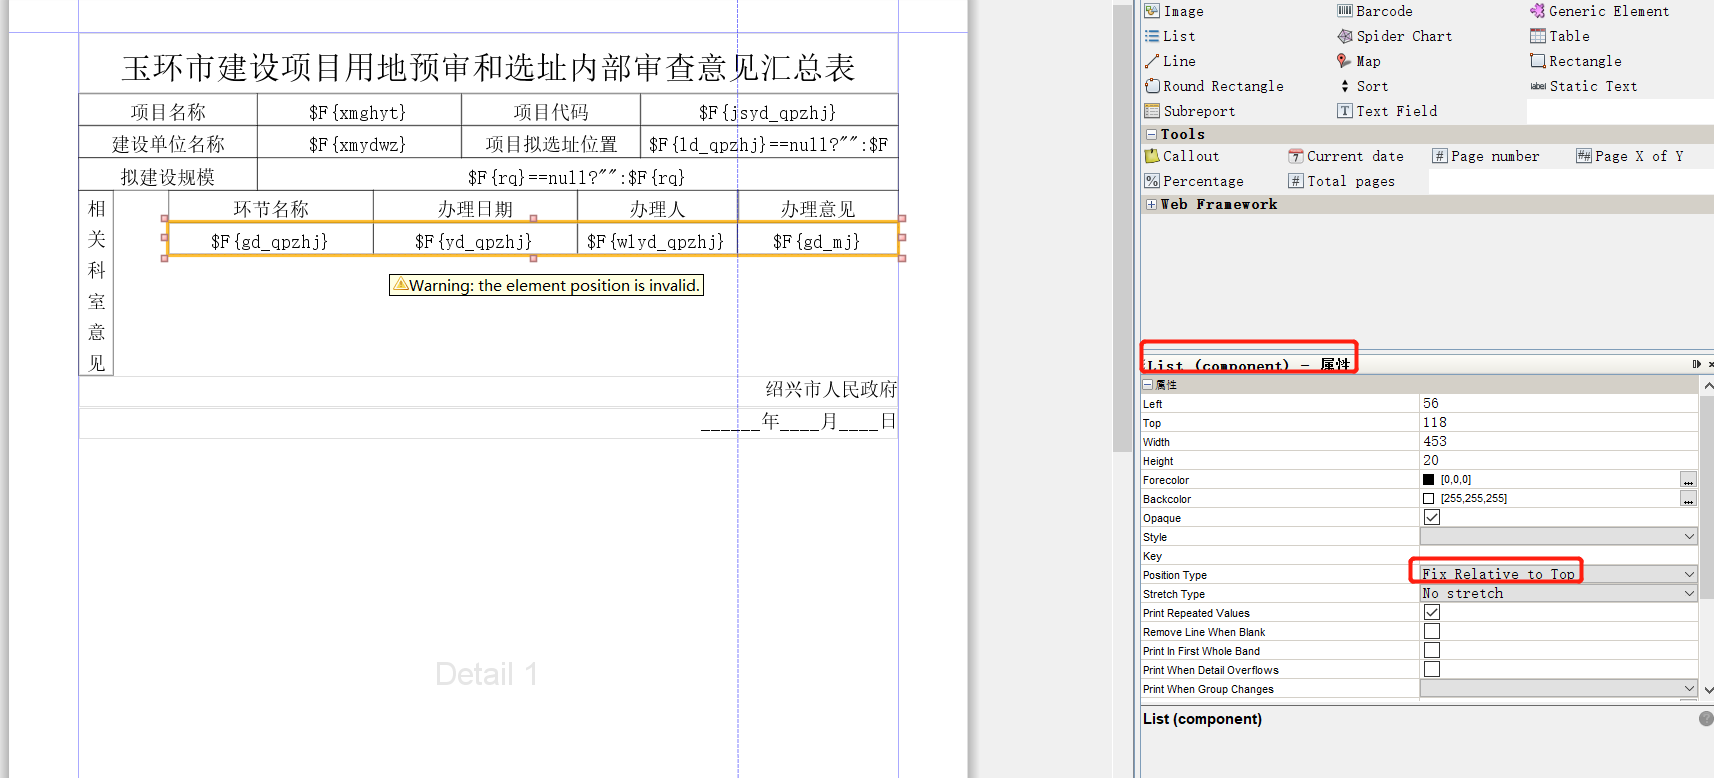 玉环市建设项目用地预审和选址内部审查意见汇总表
项目名称 $F{xmghyt} 项目代码 $F{jsyd_qpzhj}
建设单位名称 $F{xmydwz} 项目拟选址位置 $F{ld_qpzhj}==null?"":$F
拟建设规模 $F{rq}==null?"":$F{rq}
相关科室意见
环节名称 办理日期 办理人 办理意见
$F{gd_qpzhj} $F{yd_qpzhj} $F{wlyd_qpzhj} $F{gd_mj}
Warning: the element position is invalid.
绍兴市人民政府
______年____月____日
Detail 1
Image Barcode Generic Element
List Spider Chart Table
Line Map Rectangle
Round Rectangle Sort label Static Text
Subreport T Text Field
Tools
Callout 7 Current date # Page number ## Page X of Y
% Percentage # Total pages
Web Framework
List (component) - 属性
属性
Left 56
Top 118
Width 453
Height 20
Forecolor [0,0,0] ...
Backcolor [255,255,255] ...
Opaque
Style
Key
Position Type Fix Relative to Top
Stretch Type No stretch
Print Repeated Values
Remove Line When Blank
Print In First Whole Band
Print When Detail Overflows
Print When Group Changes
List (component) ?